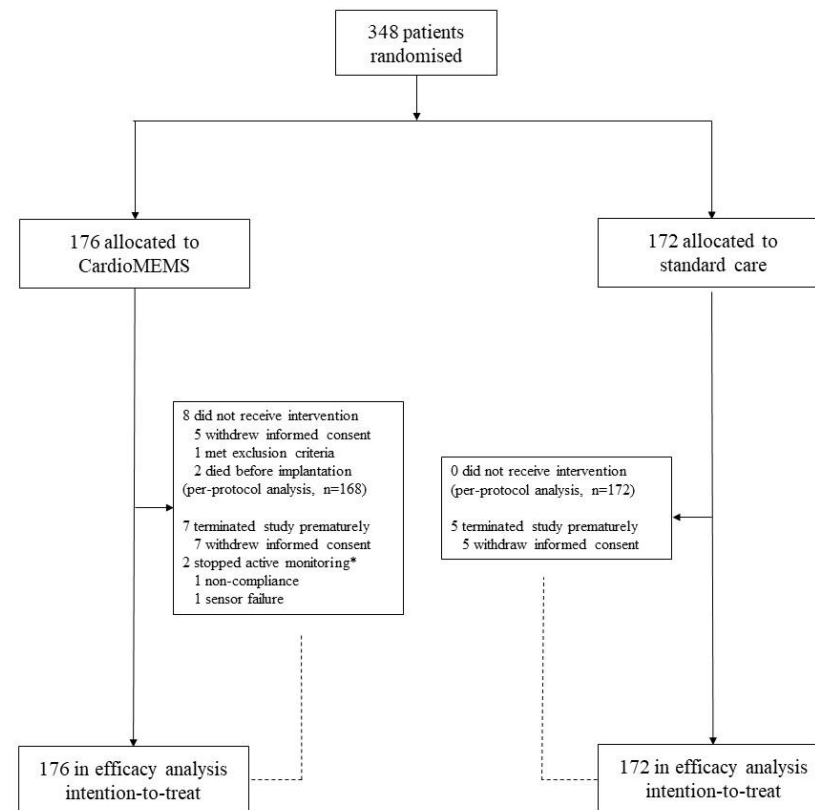 348 patients
randomised
176 allocated to
CardioMEMS
172 allocated to
standard care
8 did not receive intervention
5 withdrew informed consent
1 met exclusion criteria
2 died before implantation
(per-protocol analysis, n=168)
7 terminated study prematurely
7 withdrew informed consent
2 stopped active monitoring*
1 non-compliance
1 sensor failure
0 did not receive intervention
(per-protocol analysis, n=172)
5 terminated study prematurely
5 withdraw informed consent
176 in efficacy analysis
intention-to-treat
172 in efficacy analysis
intention-to-treat